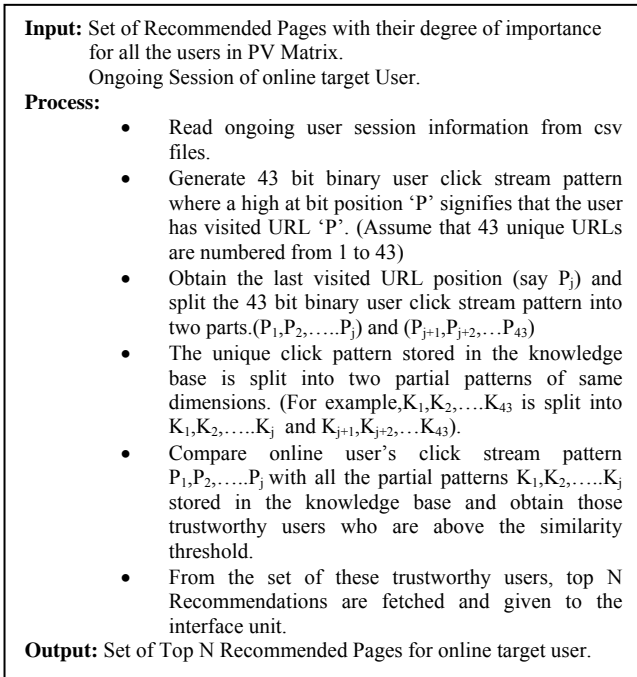 Input: Set of Recommended Pages with their degree of importance
for all the users in PV Matrix.
Ongoing Session of online target User.
Process:
• Read ongoing user session information from csv
files.
• Generate 43 bit binary user click stream pattern
where a high at bit position ‘P’ signifies that the user
has visited URL ‘P’. (Assume that 43 unique URLs
are numbered from 1 to 43)
• Obtain the last visited URL position (say Pj) and
split the 43 bit binary user click stream pattern into
two parts.(P1,P2,…..Pj) and (Pj+1,Pj+2,…P43)
• The unique click pattern stored in the knowledge
base is split into two partial patterns of same
dimensions. (For example,K1,K2,….K43 is split into
K1,K2,…..Kj and Kj+1,Kj+2,…K43).
• Compare online user’s click stream pattern
P1,P2,…..Pj with all the partial patterns K1,K2,…..Kj
stored in the knowledge base and obtain those
trustworthy users who are above the similarity
threshold.
• From the set of these trustworthy users, top N
Recommendations are fetched and given to the
interface unit.
Output: Set of Top N Recommended Pages for online target user.